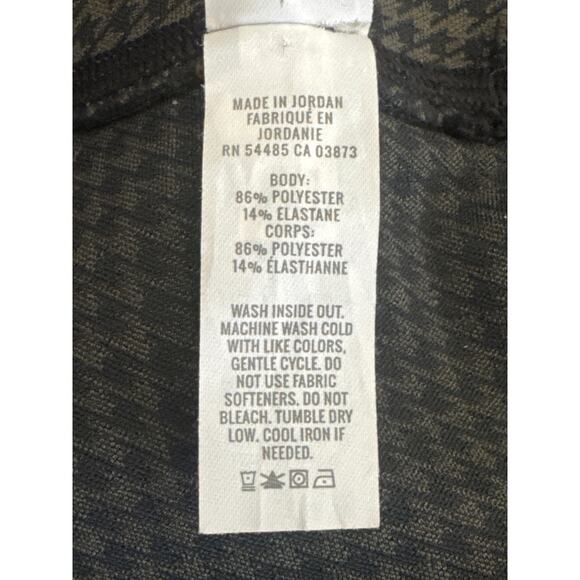 MADE IN JORDAN
FABRIQUÉ EN
JORDANIE
RN 54485 CA 03873
BODY:
86% POLYESTER
14% ELASTANE
CORPS:
86% POLYESTER
14% ÉLASTHANNE
WASH INSIDE OUT.
MACHINE WASH COLD
WITH LIKE COLORS,
GENTLE CYCLE. DO
NOT USE FABRIC
SOFTENERS. DO NOT
BLEACH. TUMBLE DRY
LOW. COOL IRON IF
NEEDED.